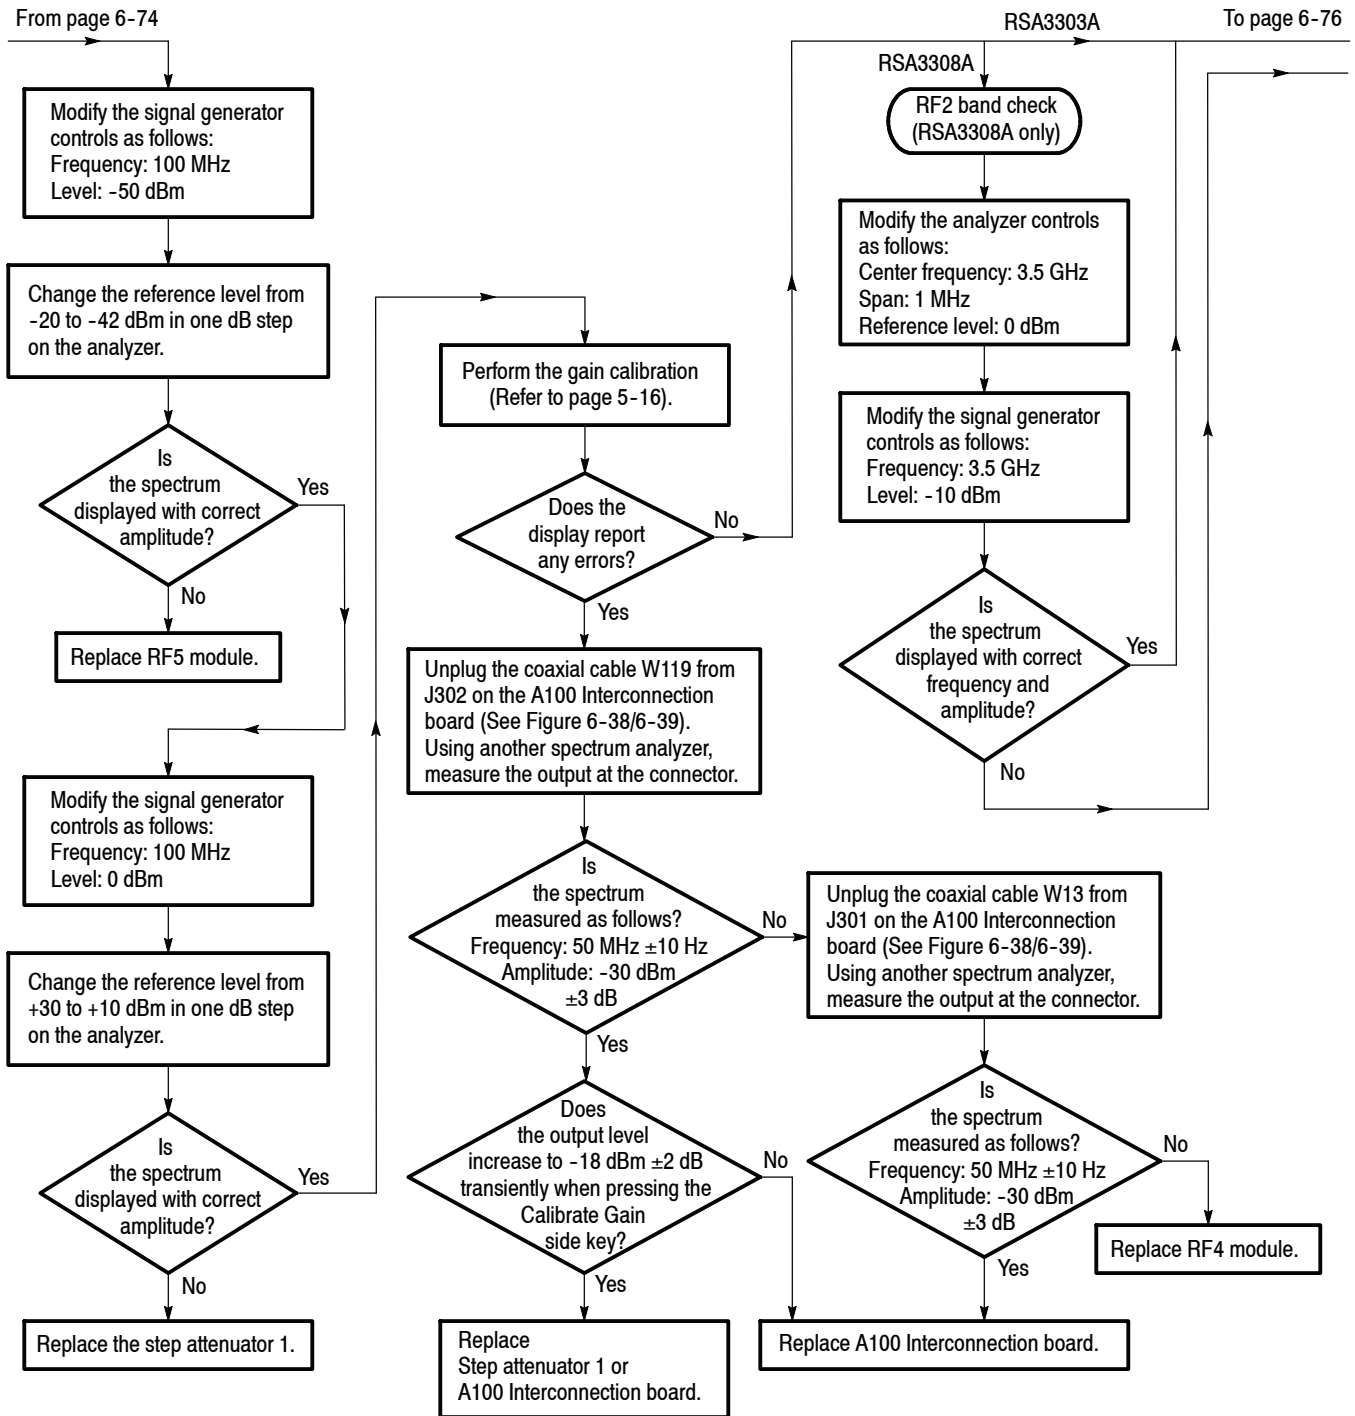 From page 6-74
Modify the signal generator
controls as follows:
Frequency: 100 MHz
Level: -50 dBm
Change the reference level from
-20 to -42 dBm in one dB step
on the analyzer.
Is
the spectrum
displayed with correct
amplitude?
Yes
No
Replace RF5 module.
Modify the signal generator
controls as follows:
Frequency: 100 MHz
Level: 0 dBm
Change the reference level from
+30 to +10 dBm in one dB step
on the analyzer.
Is
the spectrum
displayed with correct
amplitude?
Yes
No
Replace the step attenuator 1.
Perform the gain calibration
(Refer to page 5-16).
Does the
display report
any errors?
No
Yes
Unplug the coaxial cable W119 from
J302 on the A100 Interconnection
board (See Figure 6-38/6-39).
Using another spectrum analyzer,
measure the output at the connector.
Is
the spectrum
measured as follows?
Frequency: 50 MHz ±10 Hz
Amplitude: -30 dBm
±3 dB
No
Yes
Does
the output level
increase to -18 dBm ±2 dB
transiently when pressing the
Calibrate Gain
side key?
No
Yes
Replace
Step attenuator 1 or
A100 Interconnection board.
RSA3303A
To page 6-76
RSA3308A
RF2 band check
(RSA3308A only)
Modify the analyzer controls
as follows:
Center frequency: 3.5 GHz
Span: 1 MHz
Reference level: 0 dBm
Modify the signal generator
controls as follows:
Frequency: 3.5 GHz
Level: -10 dBm
Is
the spectrum
displayed with correct
frequency and
amplitude?
Yes
No
Unplug the coaxial cable W13 from
J301 on the A100 Interconnection
board (See Figure 6-38/6-39).
Using another spectrum analyzer,
measure the output at the connector.
Is
the spectrum
measured as follows?
Frequency: 50 MHz ±10 Hz
Amplitude: -30 dBm
±3 dB
No
Yes
Replace RF4 module.
Replace A100 Interconnection board.